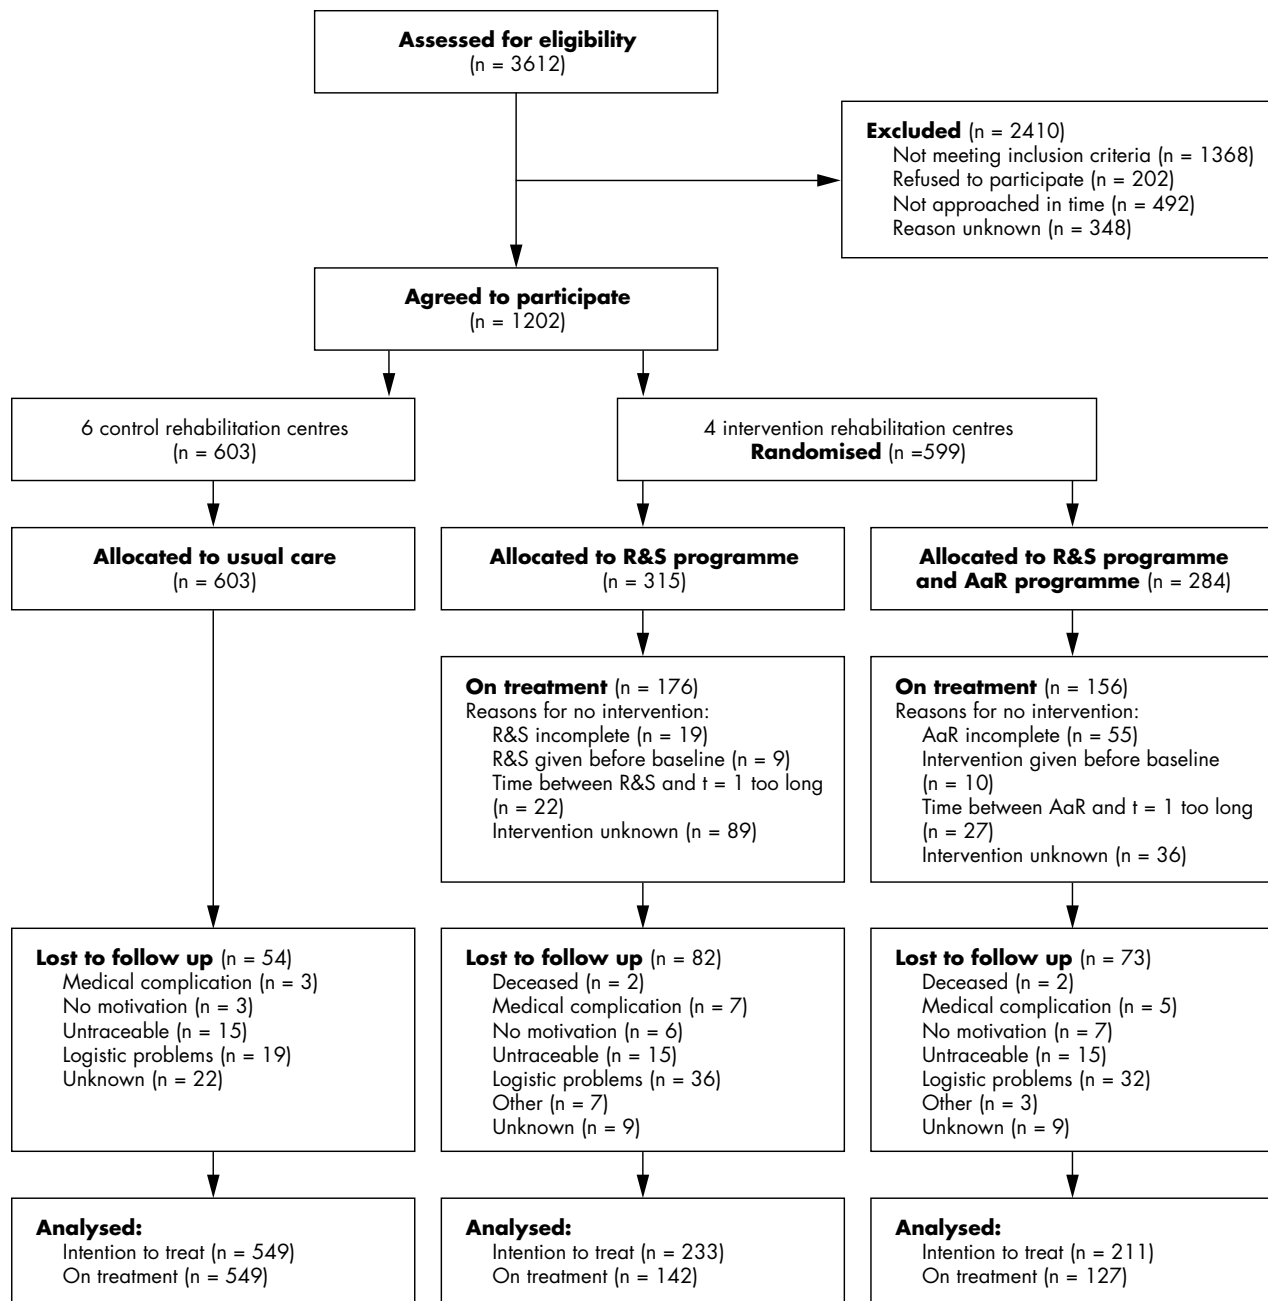 Assessed for eligibility
(n = 3612)
Excluded (n = 2410)
Not meeting inclusion criteria (n = 1368)
Refused to participate (n = 202)
Not approached in time (n = 492)
Reason unknown (n = 348)
Agreed to participate
(n = 1202)
6 control rehabilitation centres
(n = 603)
4 intervention rehabilitation centres
Randomised (n =599)
Allocated to usual care
(n = 603)
Allocated to R&S programme
(n = 315)
Allocated to R&S programme
and AaR programme (n = 284)
On treatment (n = 176)
Reasons for no intervention:
R&S incomplete (n = 19)
R&S given before baseline (n = 9)
Time between R&S and t = 1 too long
(n = 22)
Intervention unknown (n = 89)
On treatment (n = 156)
Reasons for no intervention:
AaR incomplete (n = 55)
Intervention given before baseline
(n = 10)
Time between AaR and t = 1 too long
(n = 27)
Intervention unknown (n = 36)
Lost to follow up (n = 54)
Medical complication (n = 3)
No motivation (n = 3)
Untraceable (n = 15)
Logistic problems (n = 19)
Unknown (n = 22)
Lost to follow up (n = 82)
Deceased (n = 2)
Medical complication (n = 7)
No motivation (n = 6)
Untraceable (n = 15)
Logistic problems (n = 36)
Other (n = 7)
Unknown (n = 9)
Lost to follow up (n = 73)
Deceased (n = 2)
Medical complication (n = 5)
No motivation (n = 7)
Untraceable (n = 15)
Logistic problems (n = 32)
Other (n = 3)
Unknown (n = 9)
Analysed:
Intention to treat (n = 549)
On treatment (n = 549)
Analysed:
Intention to treat (n = 233)
On treatment (n = 142)
Analysed:
Intention to treat (n = 211)
On treatment (n = 127)